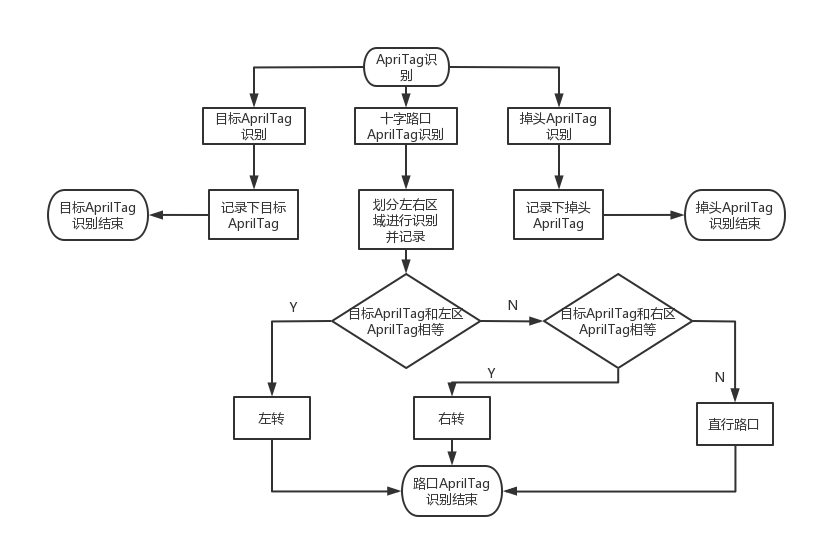 ApriTag识
别
目标AprilTag
识别
十字路口
AprilTag识别
掉头AprilTag
识别
目标AprilTag
识别结束
记录下目标
AprilTag
划分左右区
域进行识别
并记录
记录下掉头
AprilTag
掉头AprilTag
识别结束
Y
目标AprilTag和左区
AprilTag相等
N
目标AprilTag和右区
AprilTag相等
Y
N
左转
右转
直行路口
路口AprilTag
识别结束